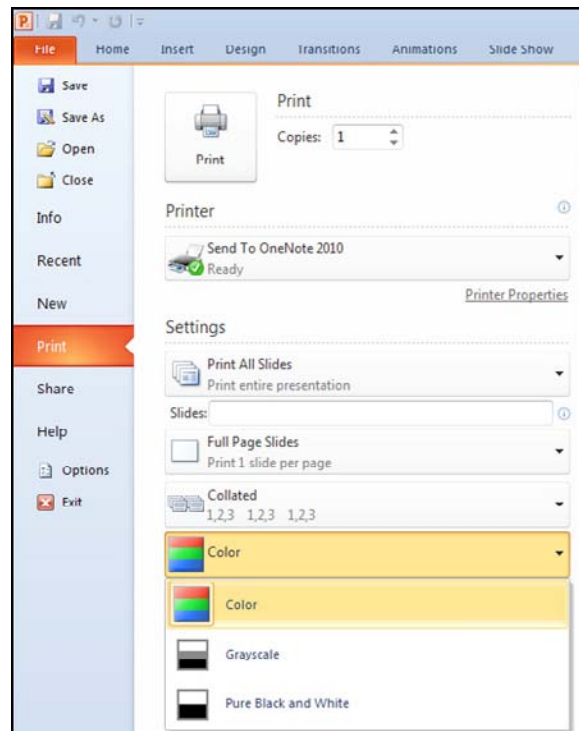 P
File Home Insert Design Transitions Animations Slide Show
Save
Save As
Open
Close
Info
Recent
New
Print
Share
Help
Options
Exit
Print
Print
Copies: 1
Printer
Send To OneNote 2010
Ready
Printer Properties
Settings
Print All Slides
Print entire presentation
Slides:
Full Page Slides
Print 1 slide per page
Collated
1,2,3 1,2,3 1,2,3
Color
Color
Grayscale
Pure Black and White